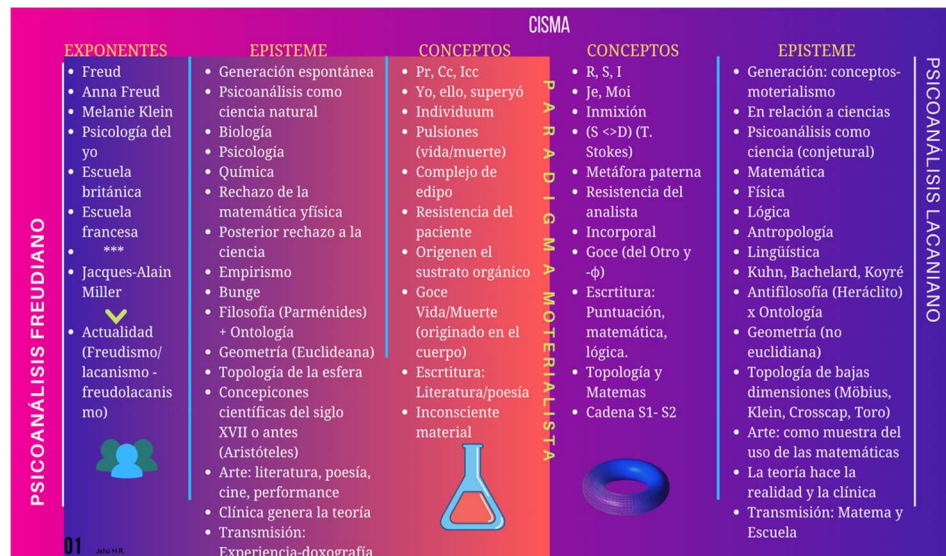 CISMA
PSICOANÁLISIS FREUDIANO
EXPONENTES
• Freud
• Anna Freud
• Melanie Klein
• Psicología del
yo
• Escuela
británica
• Escuela
francesa
• ***
• Jacques-Alain
Miller
• Actualidad
(Freudismo/
lacanismo -
freudolacanis
mo)
EPISTEME
• Generación espontánea
• Psicoanálisis como
ciencia natural
• Biología
• Psicología
• Química
• Rechazo de la
matemática yfísica
• Posterior rechazo a la
ciencia
• Empirismo
• Bunge
• Filosofía (Parménides)
+ Ontología
• Geometría (Euclideana)
• Topología de la esfera
• Concepicones
científicas del siglo
XVII o antes
(Aristóteles)
• Arte: literatura, poesía,
cine, performance
• Clínica genera la teoría
• Transmisión:
Experiencia-doxografía
CONCEPTOS
• Pr, Cc, Icc
• Yo, ello, superyó
• Individuum
• Pulsiones
(vida/muerte)
• Complejo de
edipo
• Resistencia del
paciente
• Origenen el
sustrato orgánico
• Goce
Vida/Muerte
(originado en el
cuerpo)
• Escrtitura:
Literatura/poesía
• Inconsciente
material
PARADIGMA MOTERIALISTA
CONCEPTOS
• R, S, I
• Je, Moi
• Inmixión
• (S <>D) (T.
Stokes)
• Metáfora paterna
• Resistencia del
analista
• Incorporal
• Goce (del Otro y
-ɸ)
• Escrtitura:
Puntuación,
matemática,
lógica.
• Topología y
Matemas
• Cadena S1- S2
EPISTEME
• Generación: conceptos-
moterialismo
• En relación a ciencias
• Psicoanálisis como
ciencia (conjetural)
• Matemática
• Física
• Lógica
• Antropología
• Lingüística
• Kuhn, Bachelard, Koyré
• Antifilosofía (Heráclito)
x Ontología
• Geometría (no
euclidiana)
• Topología de bajas
dimensiones (Möbius,
Klein, Crosscap, Toro)
• Arte: como muestra del
uso de las matemáticas
• La teoría hace la
realidad y la clínica
• Transmisión: Matema y
Escuela
PSICOANÁLISIS LACANIANO
01
Jahú H.R.